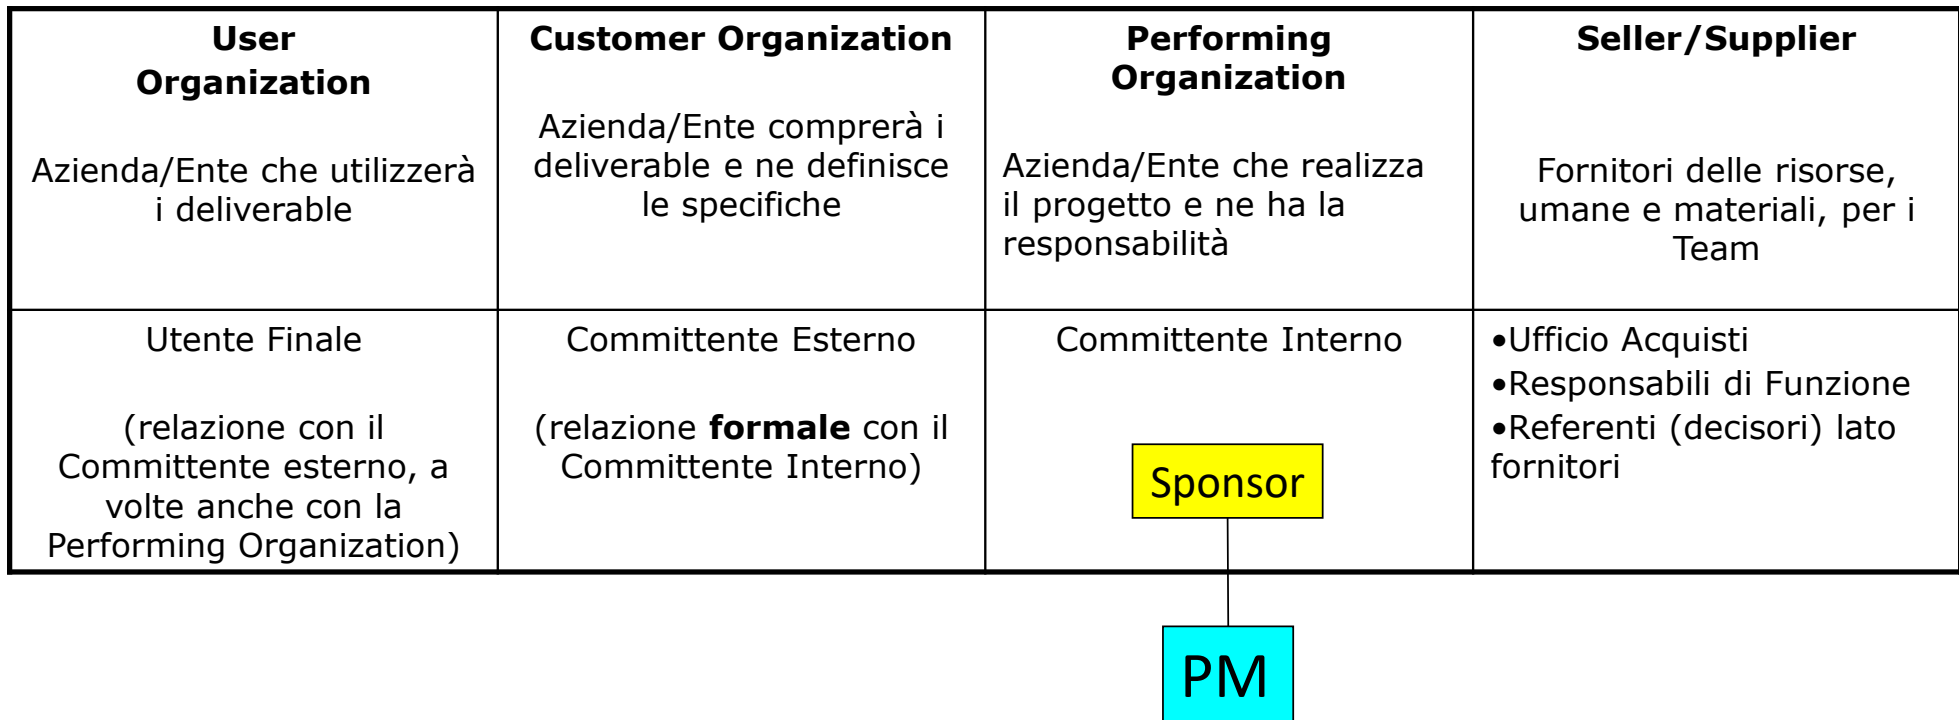 User
Organization
Azienda/Ente che utilizzerà
i deliverable
Customer Organization
Azienda/Ente comprerà i
deliverable e ne definisce
le specifiche
Performing
Organization
Azienda/Ente che realizza
il progetto e ne ha la
responsabilità
Seller/Supplier
Fornitori delle risorse,
umane e materiali, per i
Team
Utente Finale
(relazione con il
Committente esterno, a
volte anche con la
Performing Organization)
Committente Esterno
(relazione formale con il
Committente Interno)
Committente Interno
Sponsor
•Ufficio Acquisti
•Responsabili di Funzione
•Referenti (decisori) lato
fornitori
PM